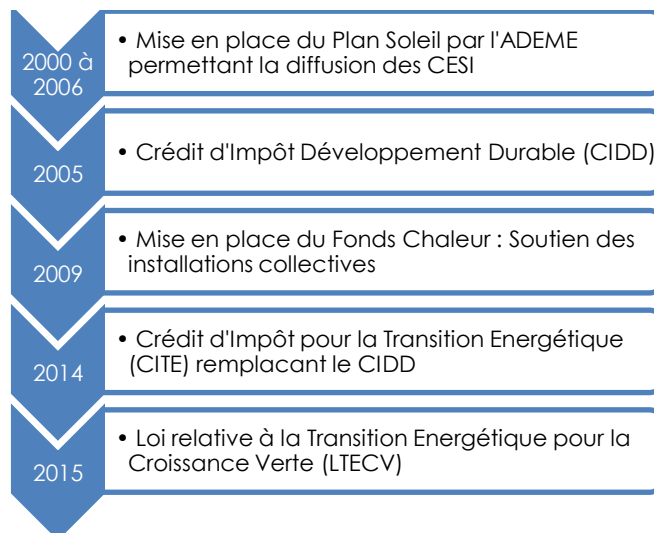 2000 à
2006
• Mise en place du Plan Soleil par l'ADEME
permettant la diffusion des CESI
2005
• Crédit d'Impôt Développement Durable (CIDD)
2009
• Mise en place du Fonds Chaleur : Soutien des
installations collectives
2014
• Crédit d'Impôt pour la Transition Energétique
(CITE) remplacant le CIDD
2015
• Loi relative à la Transition Energétique pour la
Croissance Verte (LTECV)